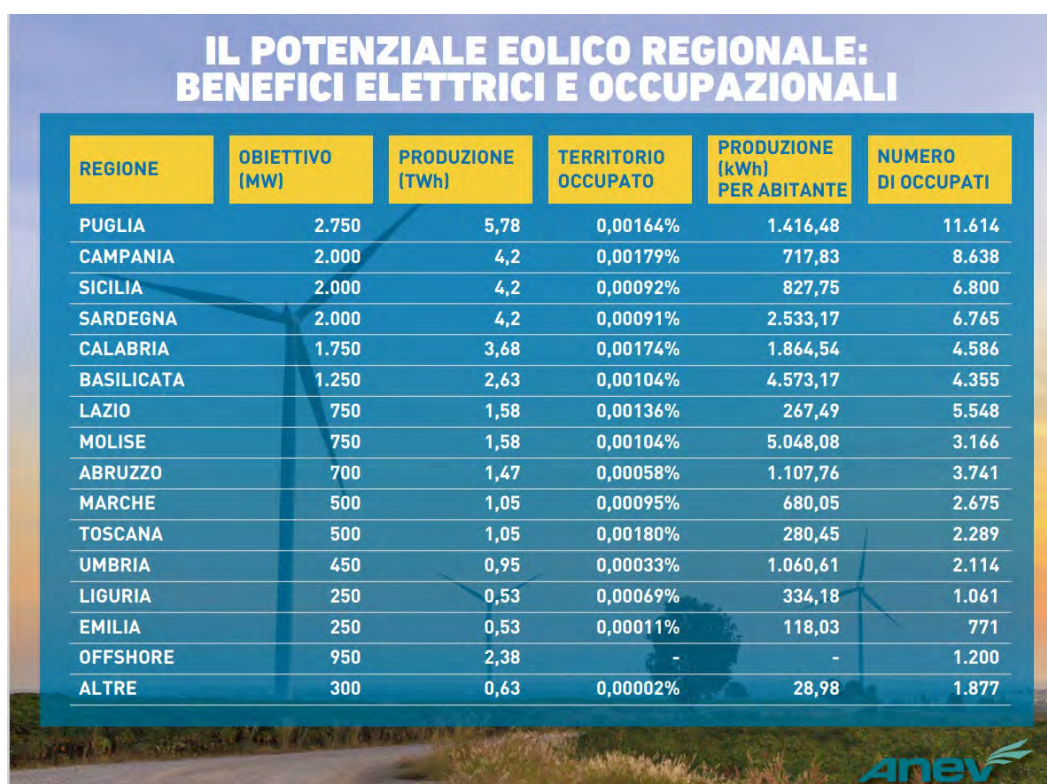 IL POTENZIALE EOLICO REGIONALE:
BENEFICI ELETTRICI E OCCUPAZIONALI
REGIONE OBIETTIVO (MW) PRODUZIONE (TWh) TERRITORIO OCCUPATO PRODUZIONE (kWh) PER ABITANTE NUMERO DI OCCUPATI
PUGLIA 2.750 5,78 0,00164% 1.416,48 11.614
CAMPANIA 2.000 4,2 0,00179% 717,83 8.638
SICILIA 2.000 4,2 0,00092% 827,75 6.800
SARDEGNA 2.000 4,2 0,00091% 2.533,17 6.765
CALABRIA 1.750 3,68 0,00174% 1.864,54 4.586
BASILICATA 1.250 2,63 0,00104% 4.573,17 4.355
LAZIO 750 1,58 0,00136% 267,49 5.548
MOLISE 750 1,58 0,00104% 5.048,08 3.166
ABRUZZO 700 1,47 0,00058% 1.107,76 3.741
MARCHE 500 1,05 0,00095% 680,05 2.675
TOSCANA 500 1,05 0,00180% 280,45 2.289
UMBRIA 450 0,95 0,00033% 1.060,61 2.114
LIGURIA 250 0,53 0,00069% 334,18 1.061
EMILIA 250 0,53 0,00011% 118,03 771
OFFSHORE 950 2,38 - - 1.200
ALTRE 300 0,63 0,00002% 28,98 1.877
Anev